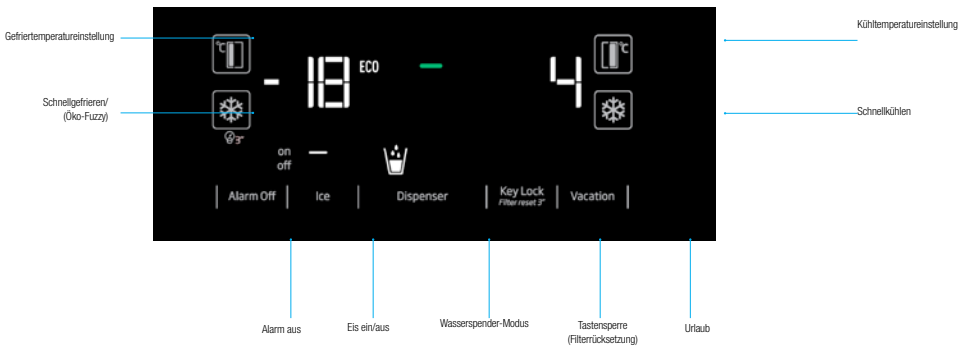 Gefriertemperatureinstellung
Kühltemperatureinstellung
°C
°C
- 18
ECO
4
Schnellgefrieren/
(Öko-Fuzzy)
Schnellkühlen
3"
on
off
Alarm Off
Ice
Dispenser
Key Lock
Filter reset 3"
Vacation
Alarm aus
Eis ein/aus
Wasserspender-Modus
Tastensperre
(Filterrücksetzung)
Urlaub